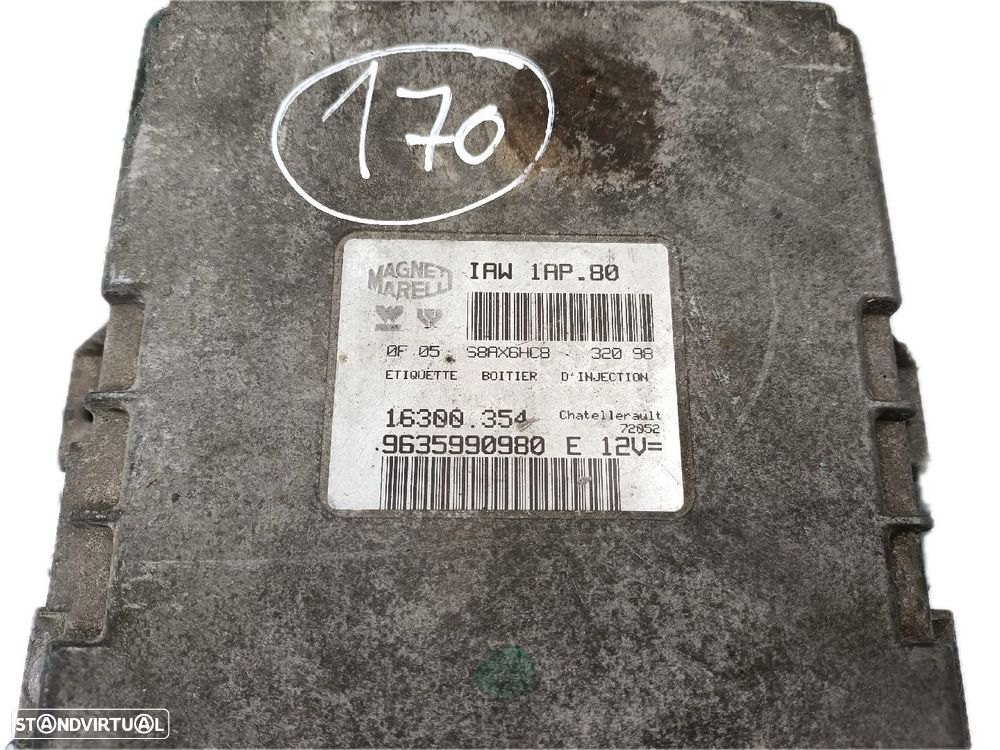 170
MAGNETI
MARELLI
IAW 1AP.80
0F 05 S8AX6HC8 320 98
ETIQUETTE BOITIER D'INJECTION
16300.354 Chatellerault
72052
9635990980 E 12V=
STANDVIRTUAL